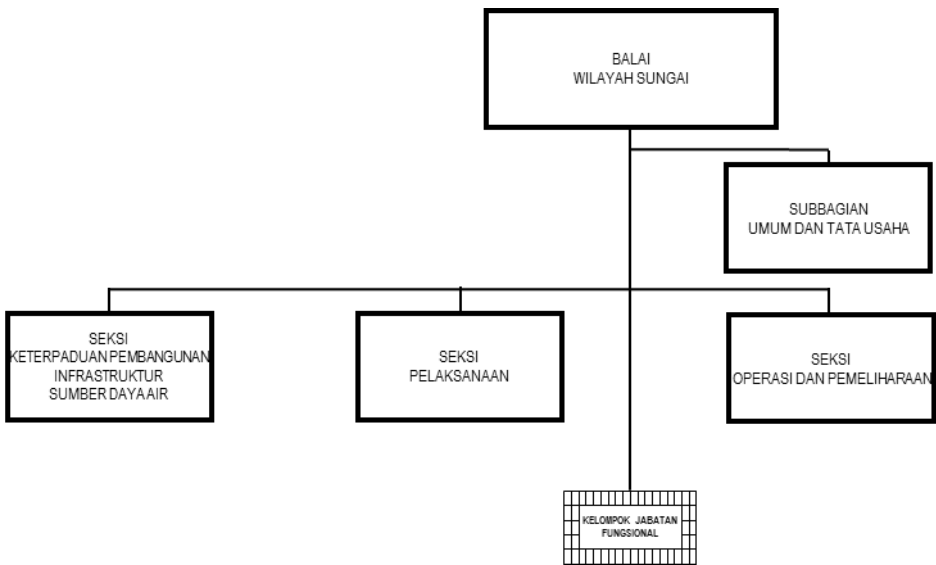 BALAI
WILAYAH SUNGAI
SUBBAGIAN
UMUM DAN TATA USAHA
SEKSI
KETERPADUAN PEMBANGUNAN
INFRASTRUKTUR
SUMBER DAYA AIR
SEKSI
PELAKSANAAN
SEKSI
OPERASI DAN PEMELIHARAAN
KELOMPOK JABATAN
FUNGSIONAL